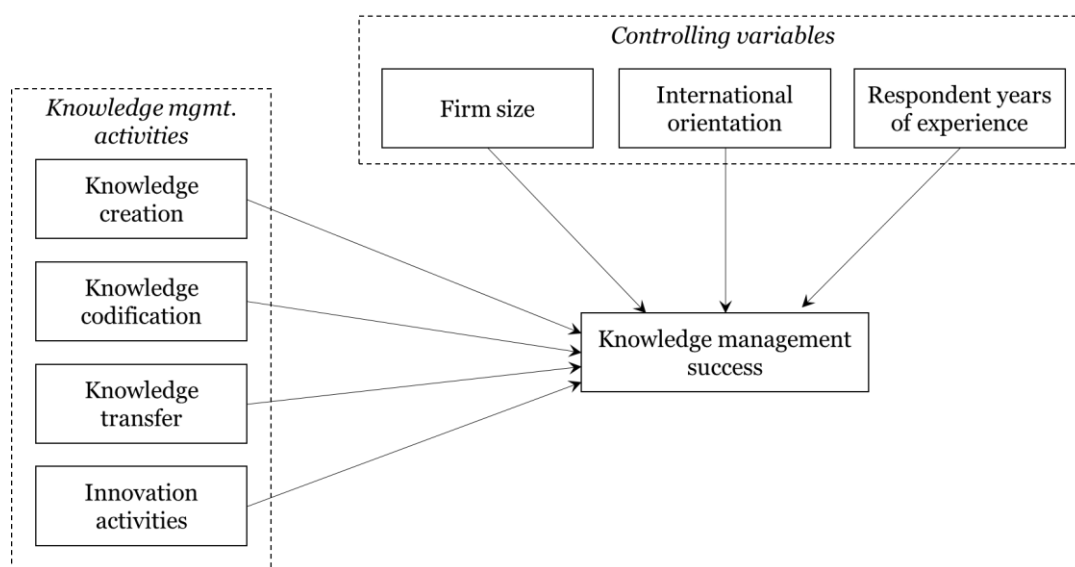 Controlling variables
Firm size
International
orientation
Respondent years
of experience
Knowledge mgmt.
activities
Knowledge
creation
Knowledge
codification
Knowledge
transfer
Innovation
activities
Knowledge management
success